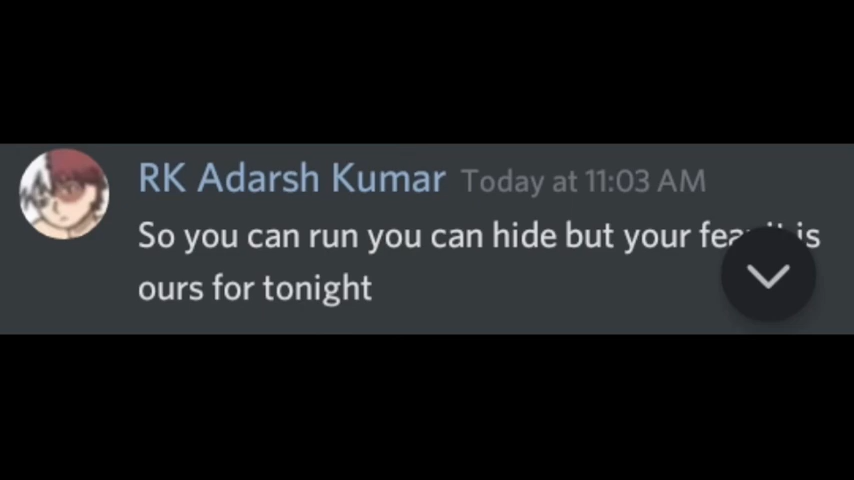 RK Adarsh Kumar Today at 11:03 AM
So you can run you can hide but your is
ours for tonight